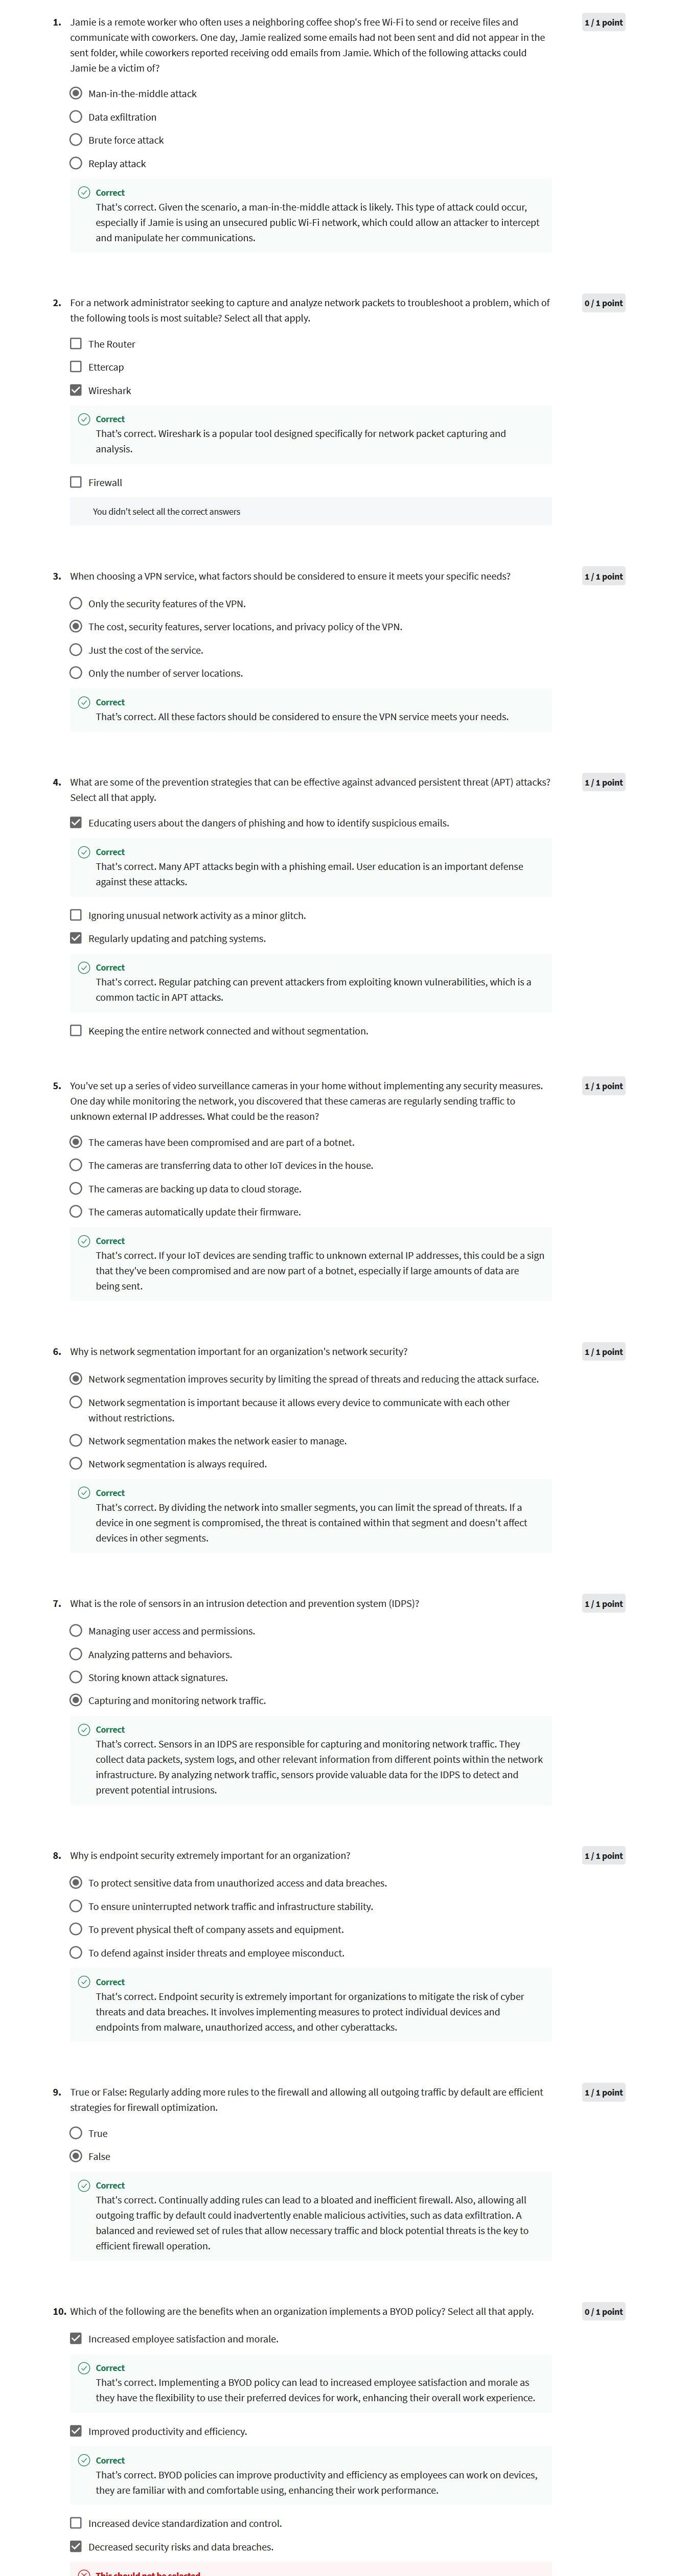 1. Jamie is a remote worker who often uses a neighboring coffee shop's free Wi-Fi to send or receive files and
communicate with coworkers. One day, Jamie realized some emails had not been sent and did not appear in the
sent folder, while coworkers reported receiving odd emails from Jamie. Which of the following attacks could
Jamie be a victim of?
1 / 1 point
Man-in-the-middle attack
Data exfiltration
Brute force attack
Replay attack
Correct
That's correct. Given the scenario, a man-in-the-middle attack is likely. This type of attack could occur,
especially if Jamie is using an unsecured public Wi-Fi network, which could allow an attacker to intercept
and manipulate her communications.
2. For a network administrator seeking to capture and analyze network packets to troubleshoot a problem, which of
the following tools is most suitable? Select all that apply.
0 / 1 point
The Router
Ettercap
Wireshark
Correct
That's correct. Wireshark is a popular tool designed specifically for network packet capturing and
analysis.
Firewall
You didn't select all the correct answers
3. When choosing a VPN service, what factors should be considered to ensure it meets your specific needs?
1 / 1 point
Only the security features of the VPN.
The cost, security features, server locations, and privacy policy of the VPN.
Just the cost of the service.
Only the number of server locations.
Correct
That's correct. All these factors should be considered to ensure the VPN service meets your needs.
4. What are some of the prevention strategies that can be effective against advanced persistent threat (APT) attacks?
Select all that apply.
1 / 1 point
Educating users about the dangers of phishing and how to identify suspicious emails.
Correct
That's correct. Many APT attacks begin with a phishing email. User education is an important defense
against these attacks.
Ignoring unusual network activity as a minor glitch.
Regularly updating and patching systems.
Correct
That's correct. Regular patching can prevent attackers from exploiting known vulnerabilities, which is a
common tactic in APT attacks.
Keeping the entire network connected and without segmentation.
5. You've set up a series of video surveillance cameras in your home without implementing any security measures.
One day while monitoring the network, you discovered that these cameras are regularly sending traffic to
unknown external IP addresses. What could be the reason?
1 / 1 point
The cameras have been compromised and are part of a botnet.
The cameras are transferring data to other IoT devices in the house.
The cameras are backing up data to cloud storage.
The cameras automatically update their firmware.
Correct
That's correct. If your IoT devices are sending traffic to unknown external IP addresses, this could be a sign
that they've been compromised and are now part of a botnet, especially if large amounts of data are
being sent.
6. Why is network segmentation important for an organization's network security?
1 / 1 point
Network segmentation improves security by limiting the spread of threats and reducing the attack surface.
Network segmentation is important because it allows every device to communicate with each other
without restrictions.
Network segmentation makes the network easier to manage.
Network segmentation is always required.
Correct
That's correct. By dividing the network into smaller segments, you can limit the spread of threats. If a
device in one segment is compromised, the threat is contained within that segment and doesn't affect
devices in other segments.
7. What is the role of sensors in an intrusion detection and prevention system (IDPS)?
1 / 1 point
Managing user access and permissions.
Analyzing patterns and behaviors.
Storing known attack signatures.
Capturing and monitoring network traffic.
Correct
That's correct. Sensors in an IDPS are responsible for capturing and monitoring network traffic. They
collect data packets, system logs, and other relevant information from different points within the network
infrastructure. By analyzing network traffic, sensors provide valuable data for the IDPS to detect and
prevent potential intrusions.
8. Why is endpoint security extremely important for an organization?
1 / 1 point
To protect sensitive data from unauthorized access and data breaches.
To ensure uninterrupted network traffic and infrastructure stability.
To prevent physical theft of company assets and equipment.
To defend against insider threats and employee misconduct.
Correct
That's correct. Endpoint security is extremely important for organizations to mitigate the risk of cyber
threats and data breaches. It involves implementing measures to protect individual devices and
endpoints from malware, unauthorized access, and other cyberattacks.
9. True or False: Regularly adding more rules to the firewall and allowing all outgoing traffic by default are efficient
strategies for firewall optimization.
1 / 1 point
True
False
Correct
That's correct. Continually adding rules can lead to a bloated and inefficient firewall. Also, allowing all
outgoing traffic by default could inadvertently enable malicious activities, such as data exfiltration. A
balanced and reviewed set of rules that allow necessary traffic and block potential threats is the key to
efficient firewall operation.
10. Which of the following are the benefits when an organization implements a BYOD policy? Select all that apply.
0 / 1 point
Increased employee satisfaction and morale.
Correct
That's correct. Implementing a BYOD policy can lead to increased employee satisfaction and morale as
they have the flexibility to use their preferred devices for work, enhancing their overall work experience.
Improved productivity and efficiency.
Correct
That's correct. BYOD policies can improve productivity and efficiency as employees can work on devices,
they are familiar with and comfortable using, enhancing their work performance.
Increased device standardization and control.
Decreased security risks and data breaches.
This should not be selected